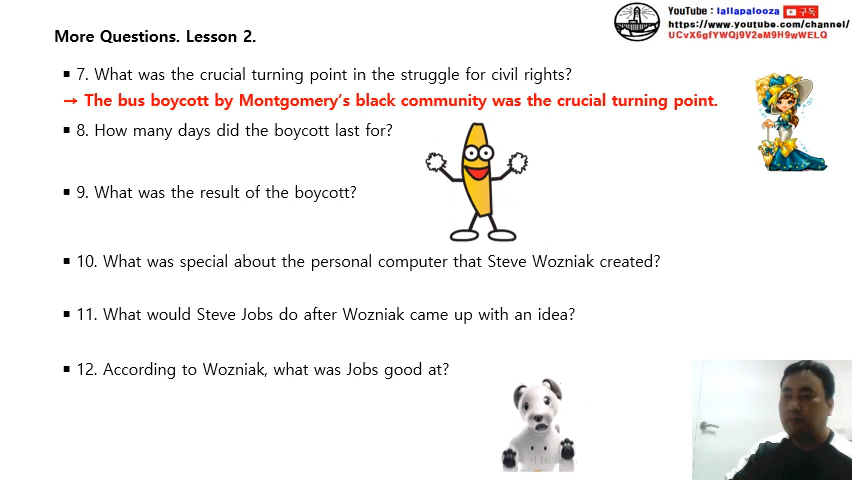 YouTube : lallapalooza 구독
https://www.youtube.com/channel/
UCvX6gfYWQj9V2eM9H9wWELQ
More Questions. Lesson 2.
▪ 7. What was the crucial turning point in the struggle for civil rights?
→ The bus boycott by Montgomery's black community was the crucial turning point.
▪ 8. How many days did the boycott last for?
▪ 9. What was the result of the boycott?
▪ 10. What was special about the personal computer that Steve Wozniak created?
▪ 11. What would Steve Jobs do after Wozniak came up with an idea?
▪ 12. According to Wozniak, what was Jobs good at?